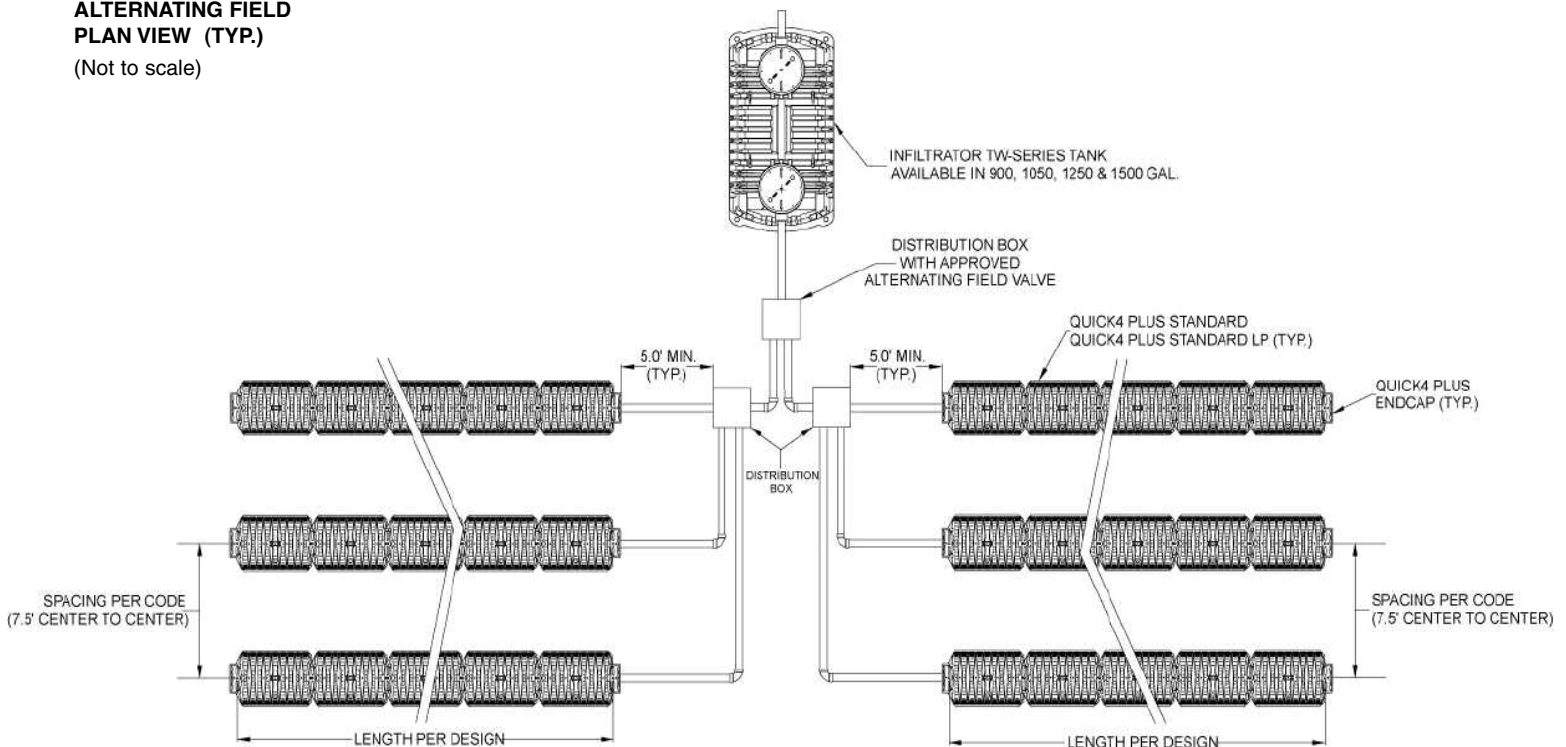 ALTERNATING FIELD
PLAN VIEW (TYP.)
(Not to scale)
INFILTRATOR TW-SERIES TANK
AVAILABLE IN 900, 1050, 1250 & 1500 GAL.
DISTRIBUTION BOX
WITH APPROVED
ALTERNATING FIELD VALVE
QUICK4 PLUS STANDARD
QUICK4 PLUS STANDARD LP (TYP.)
5.0' MIN.
(TYP.)
5.0' MIN.
(TYP.)
QUICK4 PLUS
ENDCAP (TYP.)
DISTRIBUTION
BOX
SPACING PER CODE
(7.5' CENTER TO CENTER)
SPACING PER CODE
(7.5' CENTER TO CENTER)
LENGTH PER DESIGN
LENGTH PER DESIGN